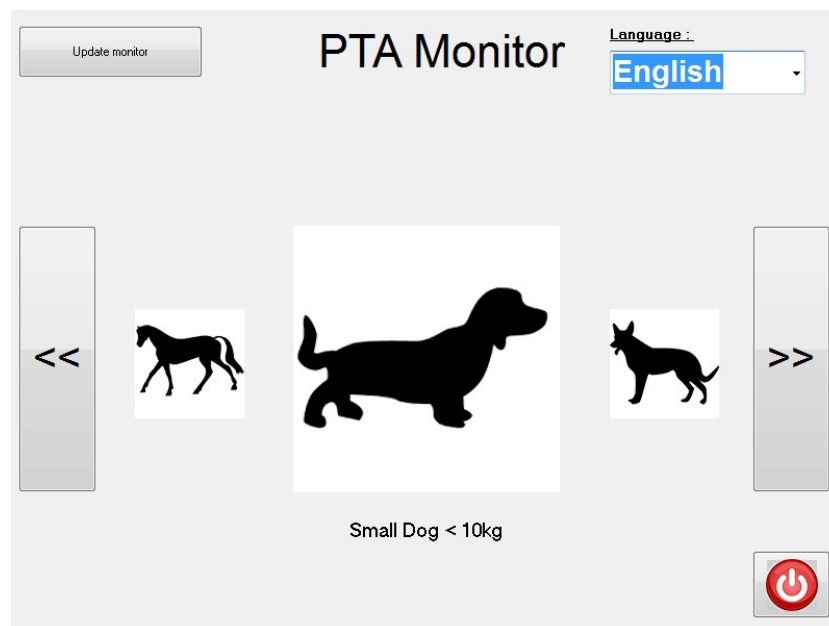 Update monitor
PTA Monitor
Language :
English
<<
>>
Small Dog < 10kg